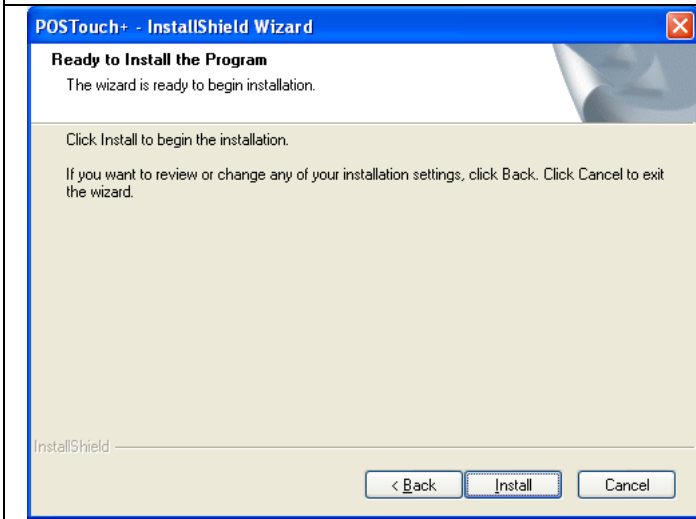 POSTouch+ - InstallShield Wizard
Ready to Install the Program
The wizard is ready to begin installation.
Click Install to begin the installation.
If you want to review or change any of your installation settings, click Back. Click Cancel to exit
the wizard.
InstallShield
< Back Install Cancel